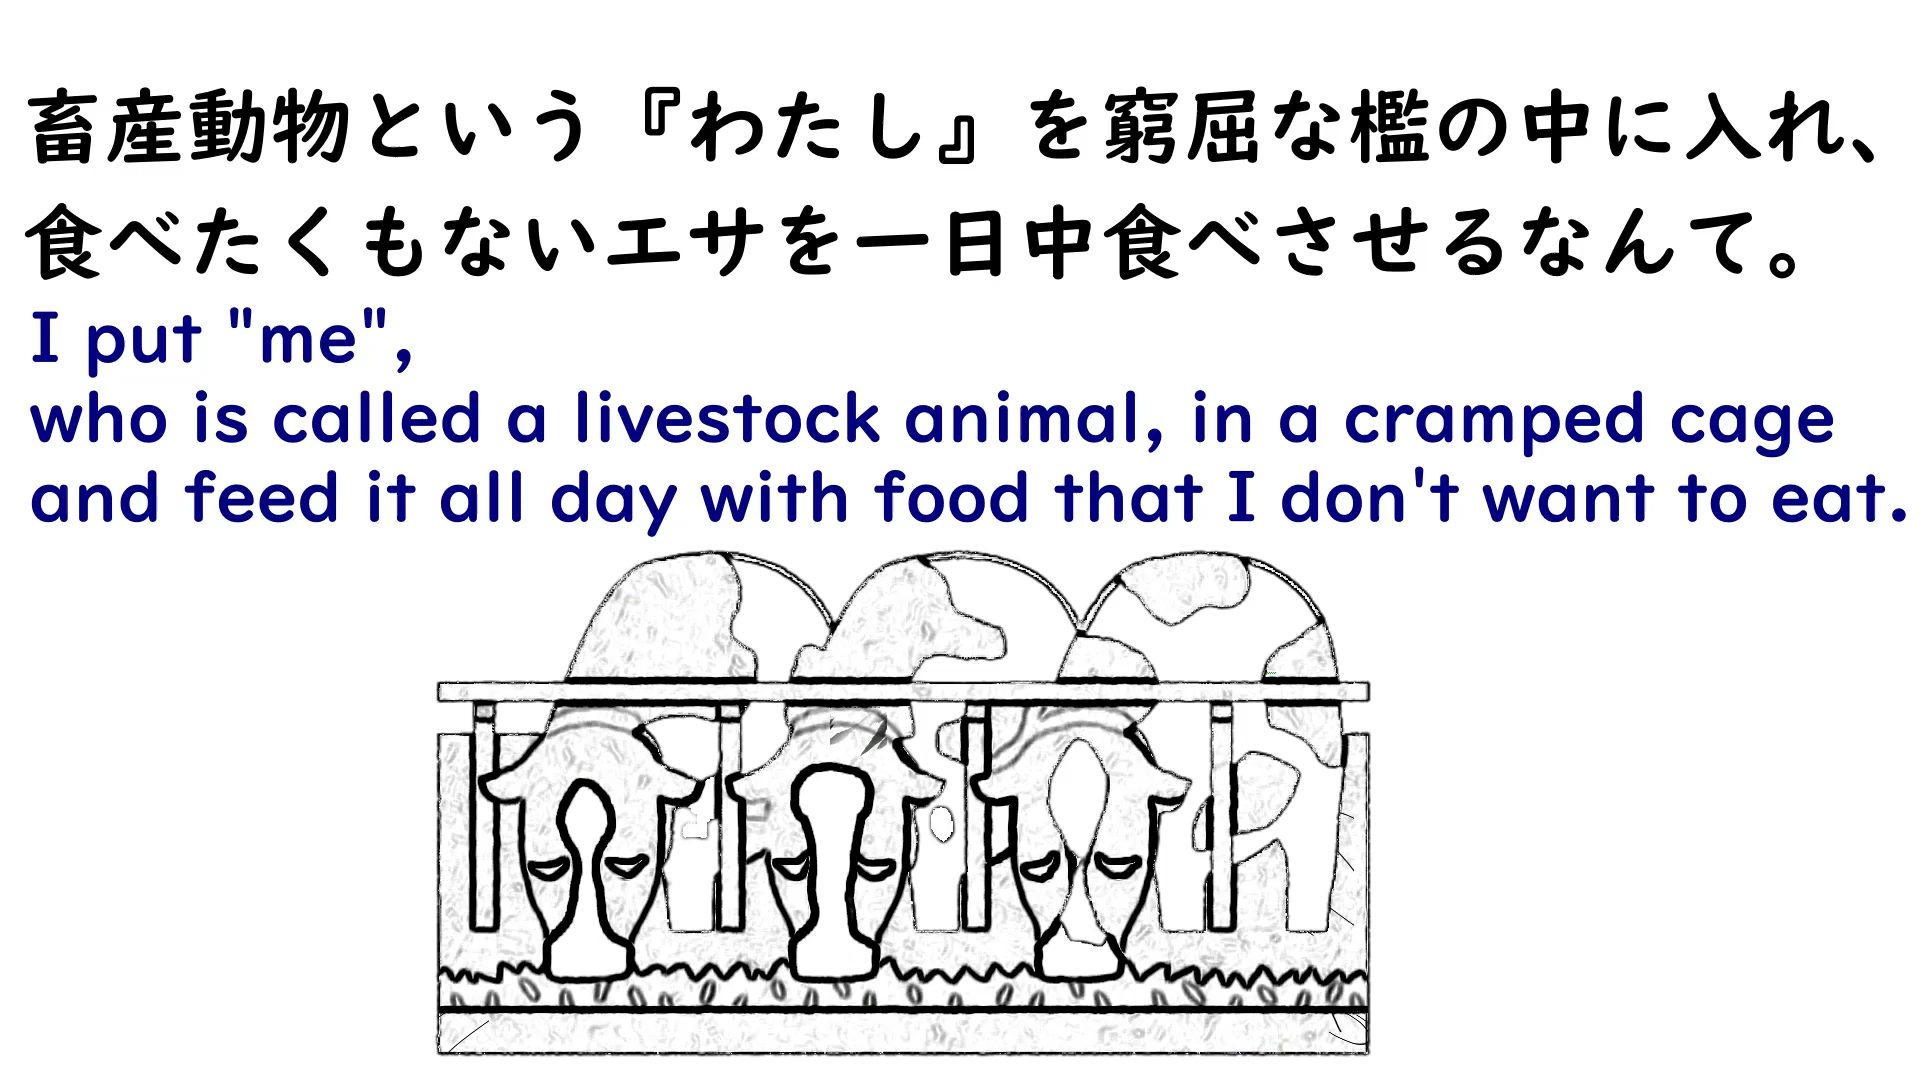 畜産動物という『わたし』を窮屈な檻の中に入れ、
食べたくもないエサを一日中食べさせるなんて。
I put "me",
who is called a livestock animal, in a cramped cage
and feed it all day with food that I don't want to eat.